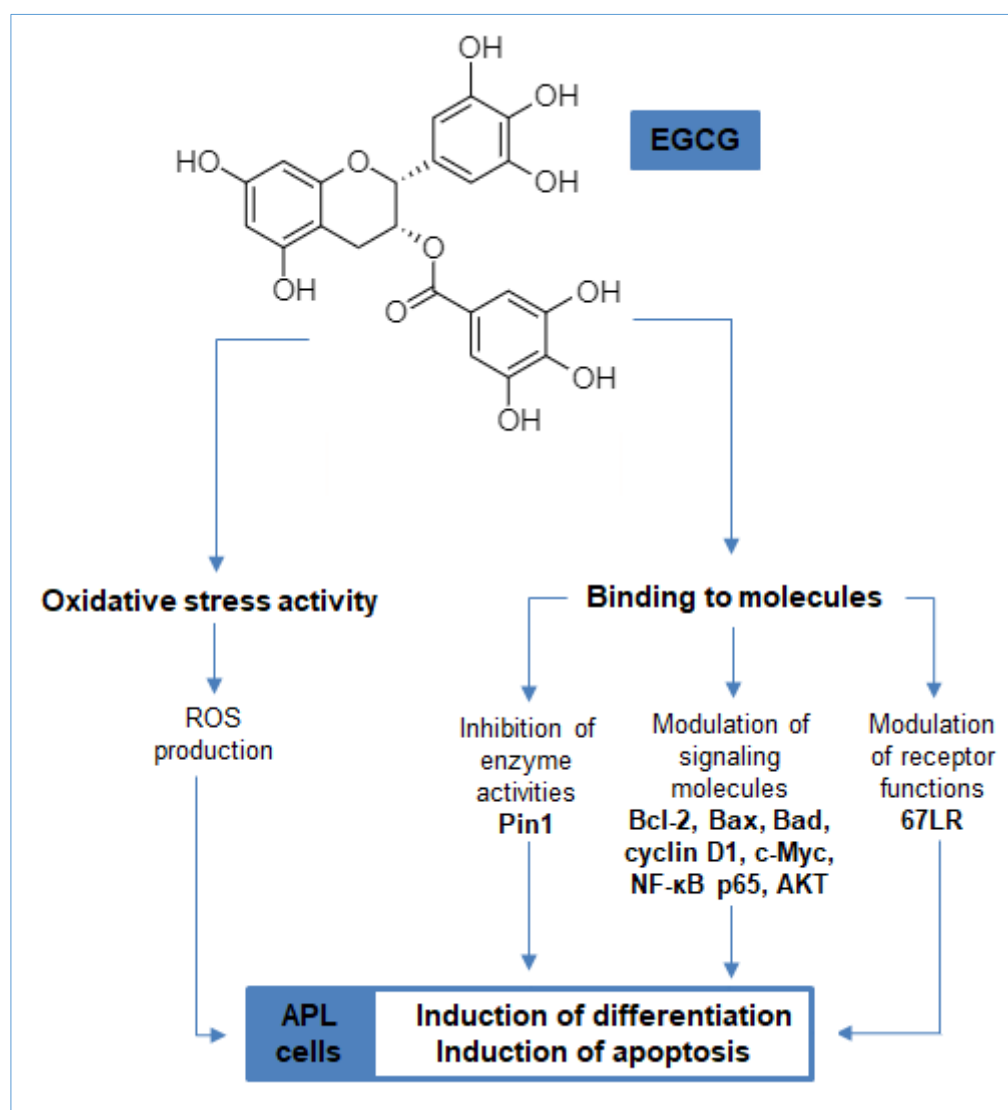 OH
OH
EGCG
HO
O
OH
O
OH
O
OH
OH
OH
Oxidative stress activity
Binding to molecules
ROS
production
Inhibition of
enzyme
activities
Pin1
Modulation of
signaling
molecules
Bcl-2, Bax, Bad,
cyclin D1, c-Myc,
NF-κB p65, AKT
Modulation
of receptor
functions
67LR
APL
cells
Induction of differentiation
Induction of apoptosis